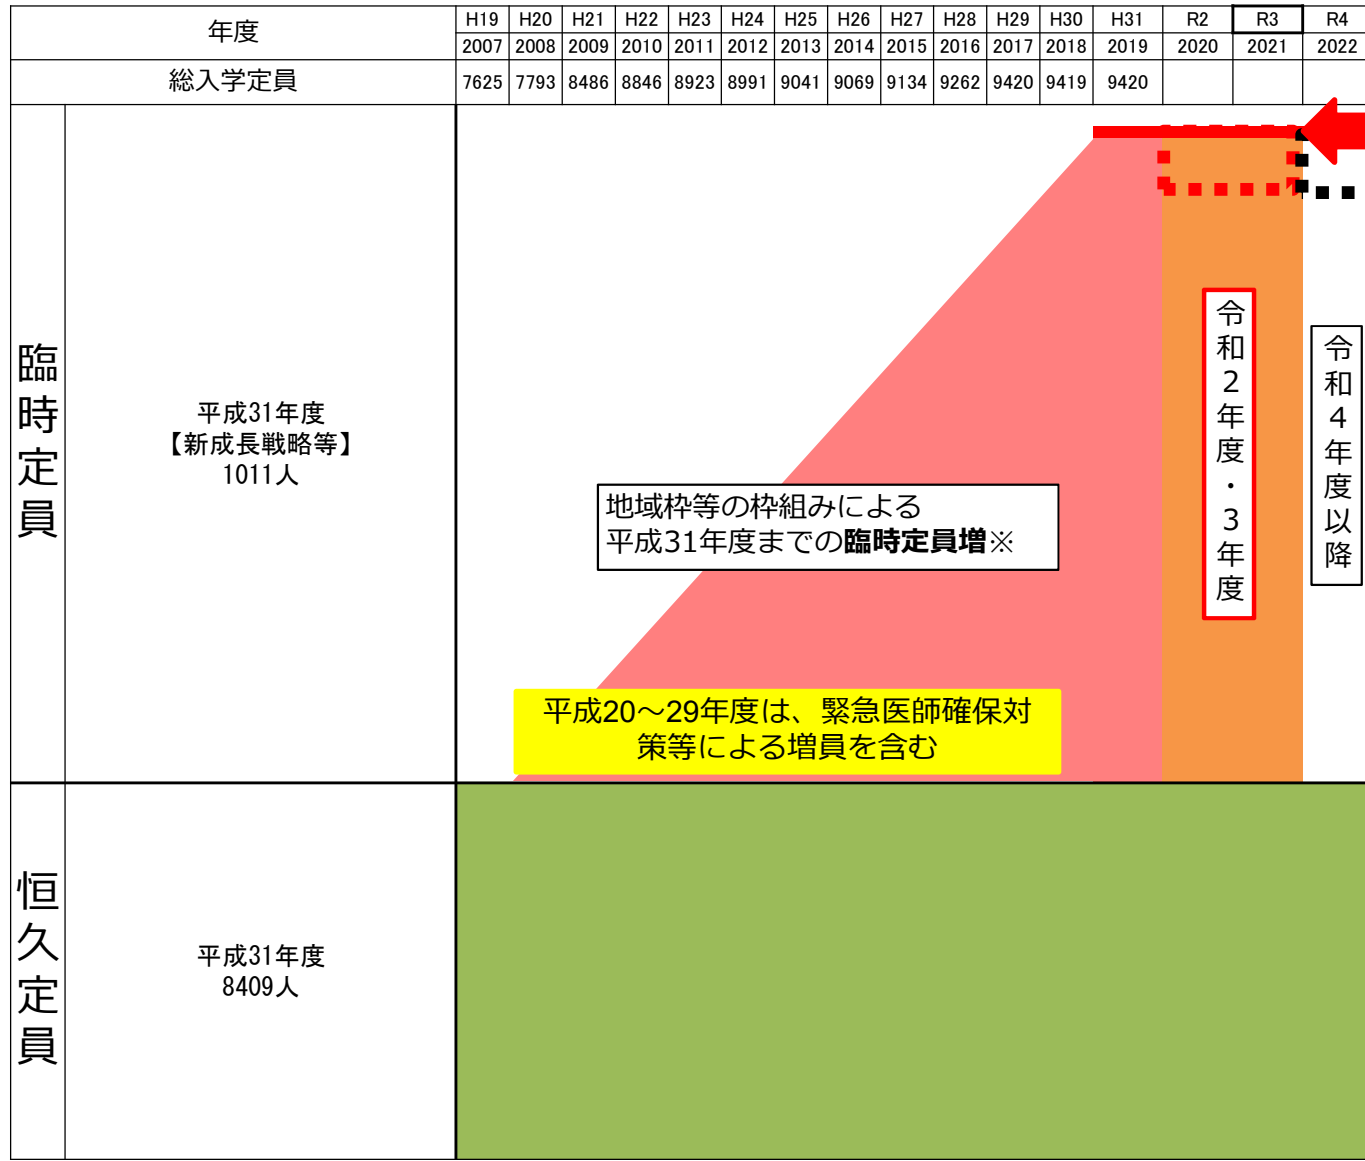 年度 H19 H20 H21 H22 H23 H24 H25 H26 H27 H28 H29 H30 H31 R2 R3 R4
2007 2008 2009 2010 2011 2012 2013 2014 2015 2016 2017 2018 2019 2020 2021 2022
総入学定員 7625 7793 8486 8846 8923 8991 9041 9069 9134 9262 9420 9419 9420
臨時定員
平成31年度
【新成長戦略等】
1011人
地域枠等の枠組みによる
平成31年度までの臨時定員増※
令和2年度・3年度
令和4年度以降
平成20～29年度は、緊急医師確保対
策等による増員を含む
恒久定員
平成31年度
8409人